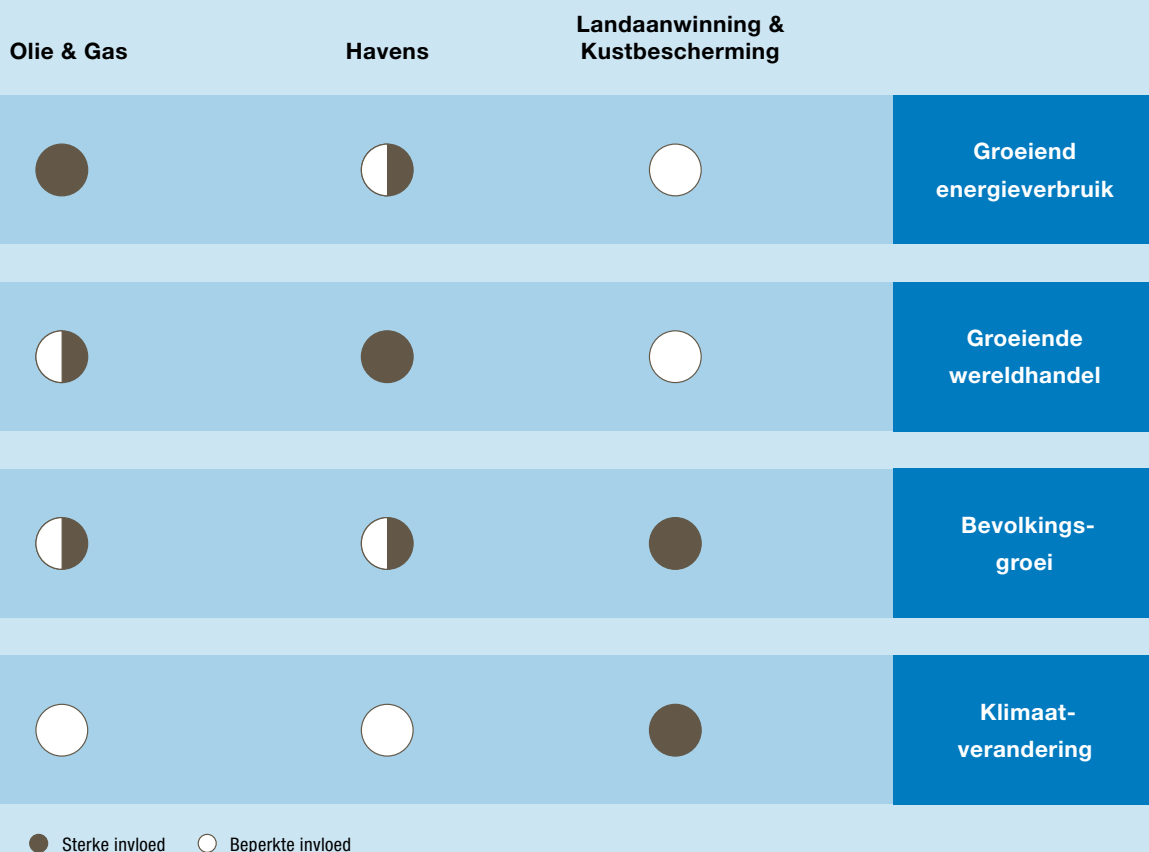 Olie & Gas
Havens
Landaanwinning &
Kustbescherming
Groeiend
energieverbruik
Groeiende
wereldhandel
Bevolkings-
groei
Klimaat-
verandering
Sterke invloed
Beperkte invloed